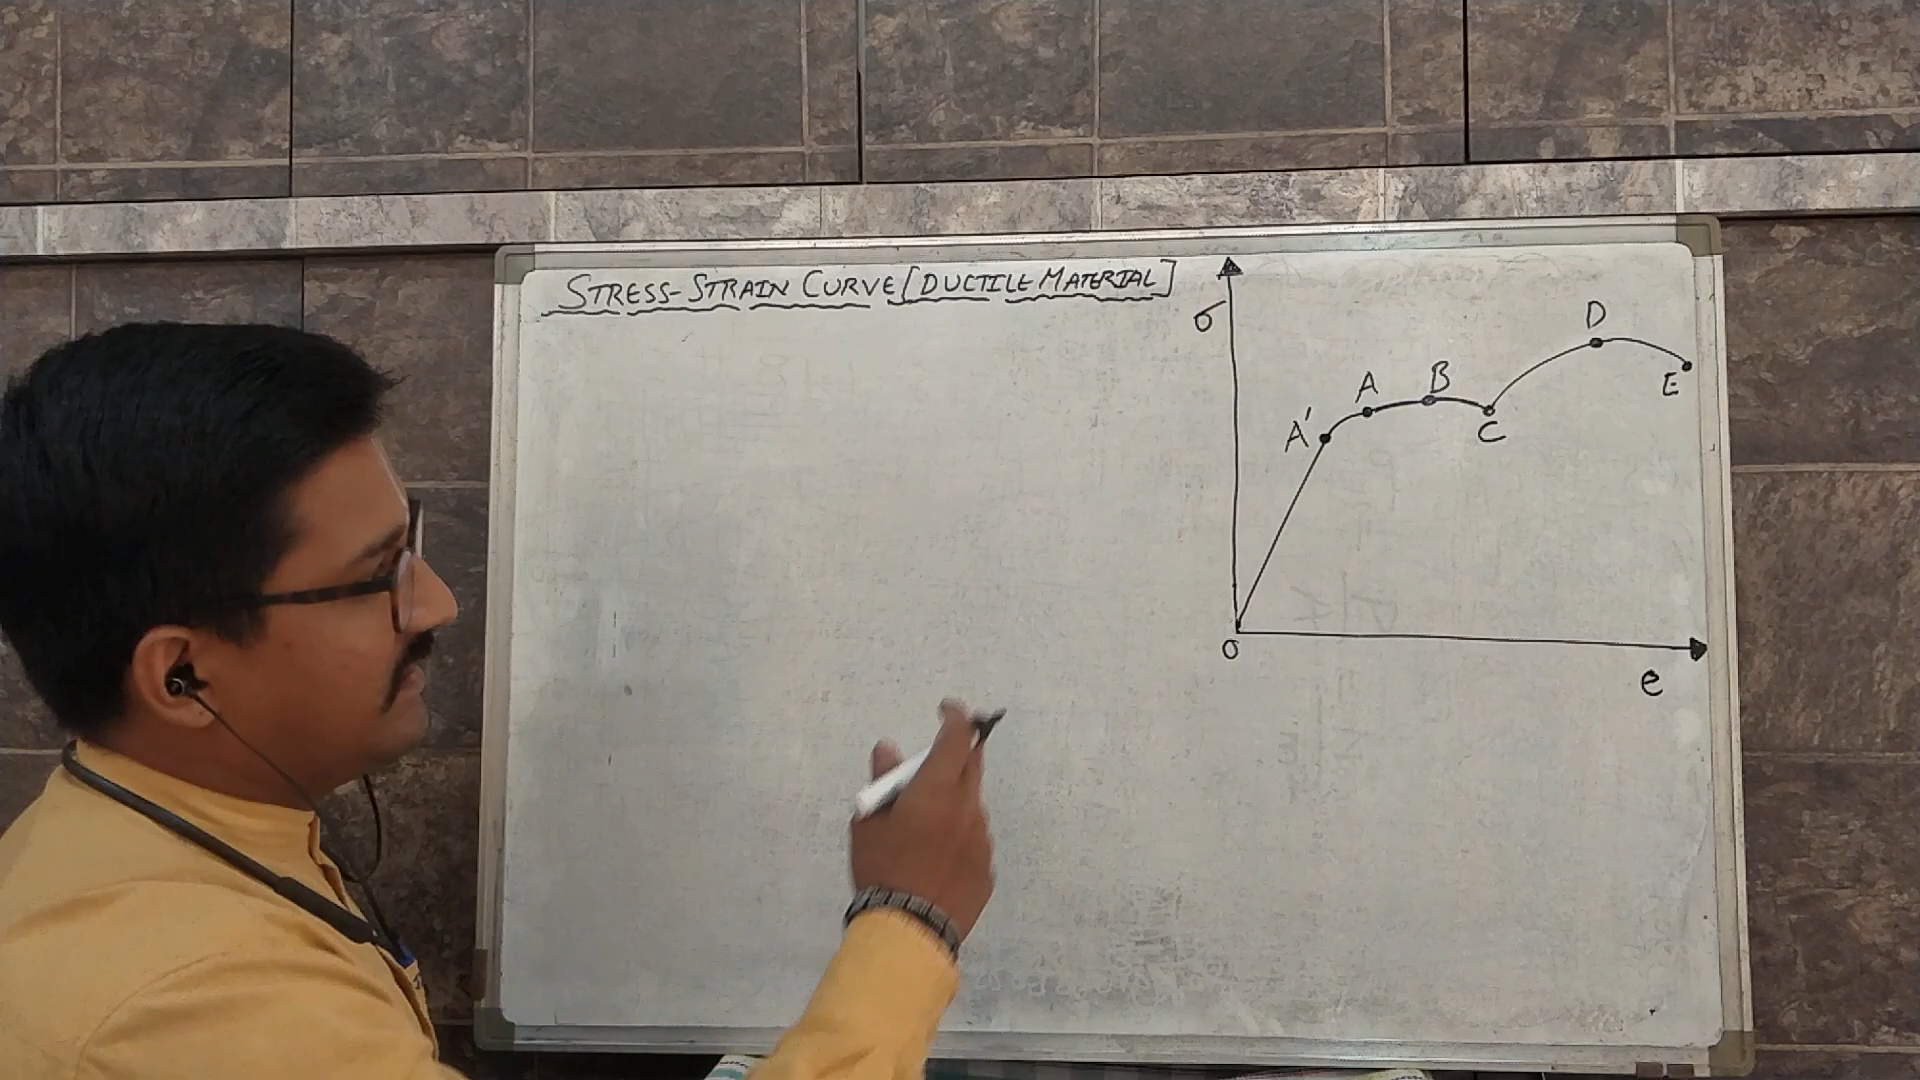 STRESS-STRAIN CURVE [DUCTILE MATERIAL]
σ
D
B
A
E
A'
C
O
e